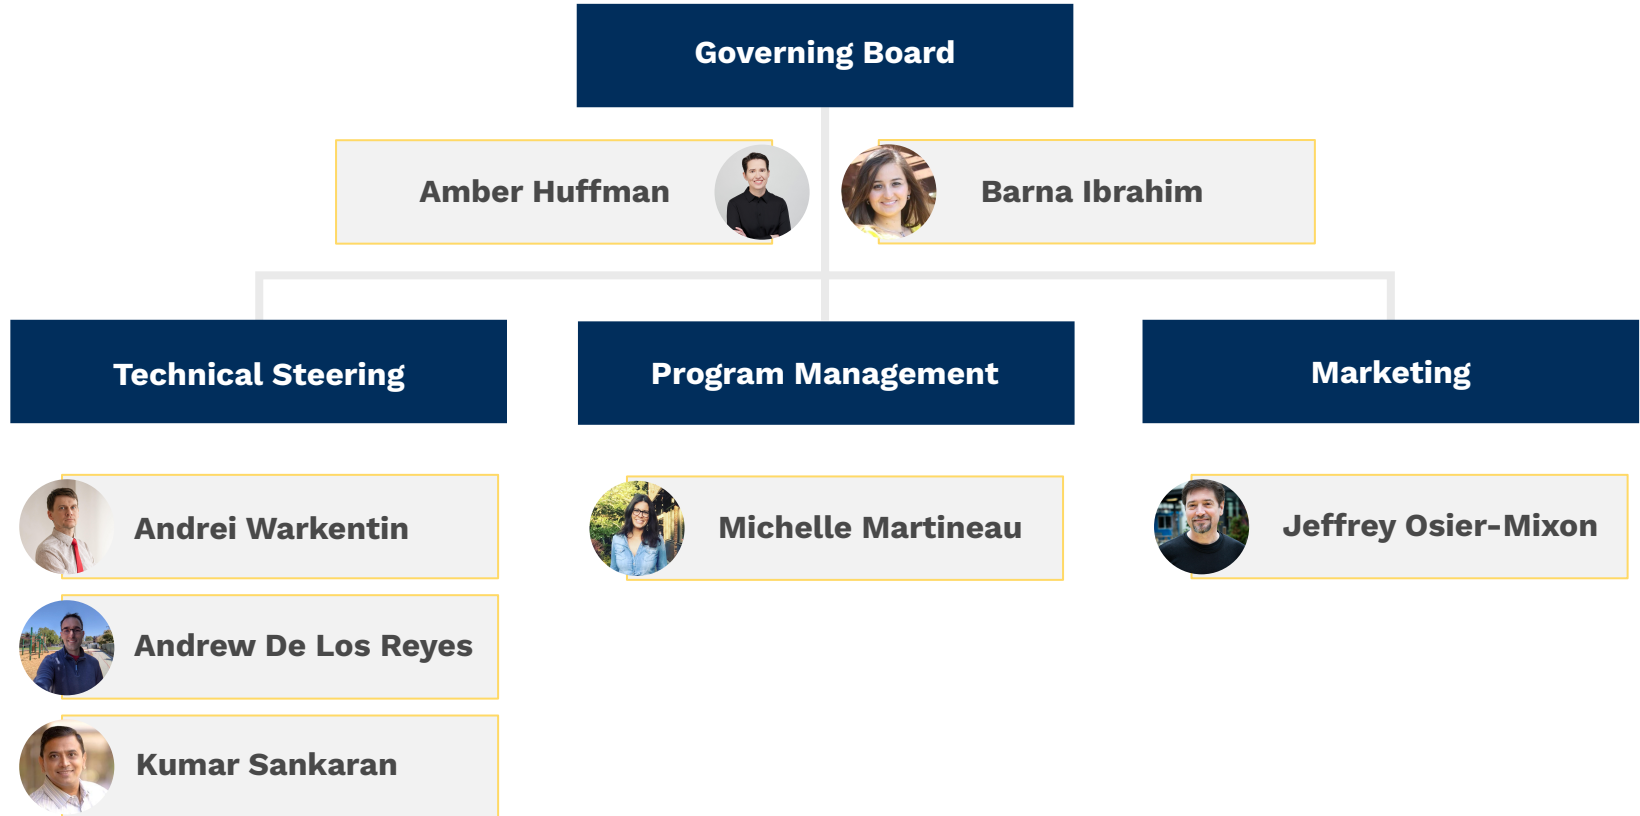 Governing Board
Amber Huffman
Barna Ibrahim
Technical Steering
Program Management
Marketing
Andrei Warkentin
Michelle Martineau
Jeffrey Osier-Mixon
Andrew De Los Reyes
Kumar Sankaran